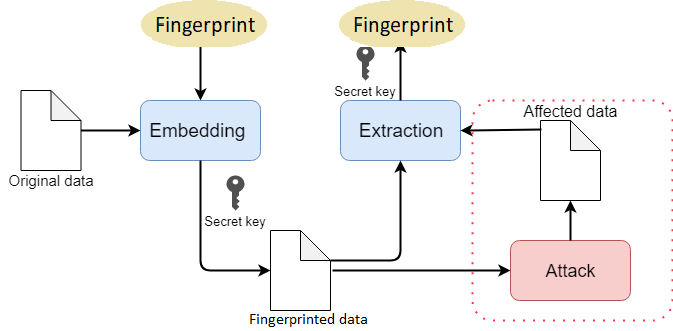 Fingerprint
Fingerprint
Secret key
Affected data
Embedding
Extraction
Original data
Secret key
Attack
Fingerprinted data